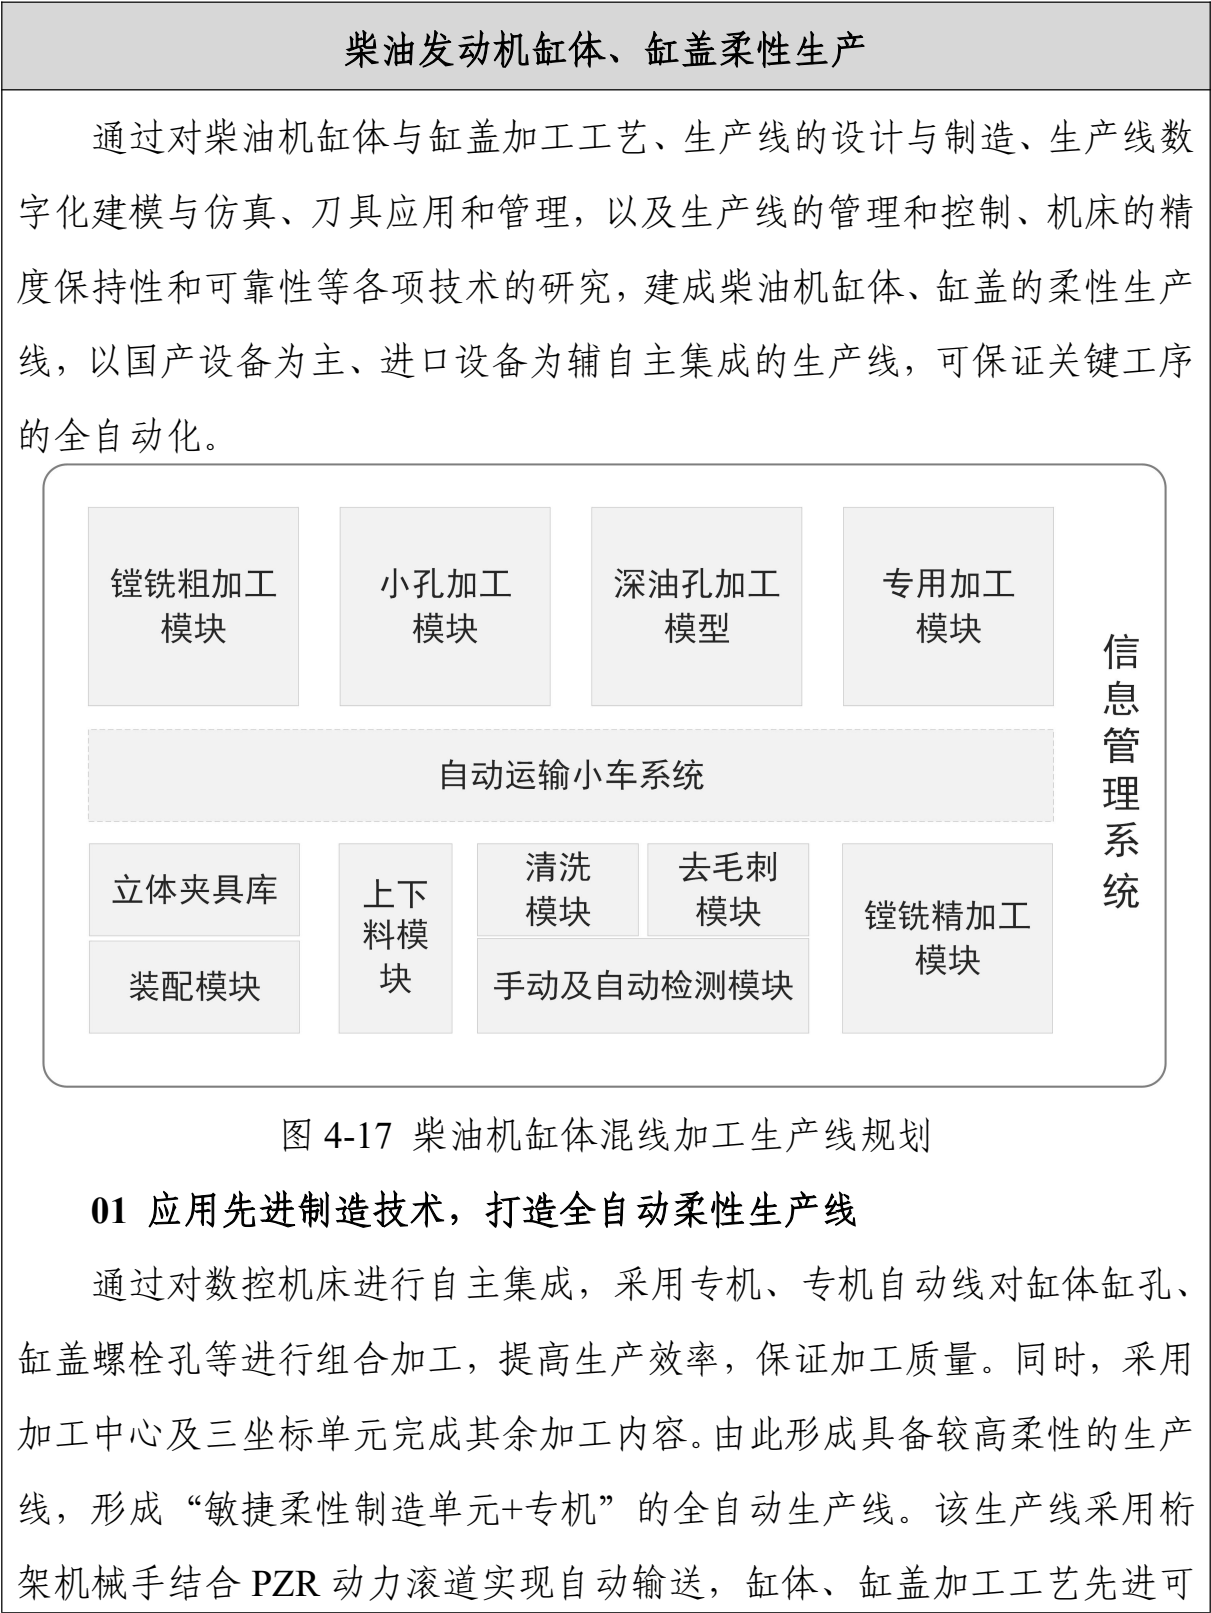 柴油发动机缸体、缸盖柔性生产
通过对柴油机缸体与缸盖加工工艺、生产线的设计与制造、生产线数
字化建模与仿真、刀具应用和管理，以及生产线的管理和控制、机床的精
度保持性和可靠性等各项技术的研究，建成柴油机缸体、缸盖的柔性生产
线，以国产设备为主、进口设备为辅自主集成的生产线，可保证关键工序
的全自动化。
镗铣粗加工
模块
小孔加工
模块
深油孔加工
模型
专用加工
模块
信息管理系统
自动运输小车系统
立体夹具库
装配模块
上下
料模
块
清洗
模块
去毛刺
模块
手动及自动检测模块
镗铣精加工
模块
图 4-17 柴油机缸体混线加工生产线规划
01 应用先进制造技术，打造全自动柔性生产线
通过对数控机床进行自主集成，采用专机、专机自动线对缸体缸孔、
缸盖螺栓孔等进行组合加工，提高生产效率，保证加工质量。同时，采用
加工中心及三坐标单元完成其余加工内容。由此形成具备较高柔性的生产
线，形成“敏捷柔性制造单元+专机”的全自动生产线。该生产线采用桁
架机械手结合 PZR 动力滚道实现自动输送，缸体、缸盖加工工艺先进可